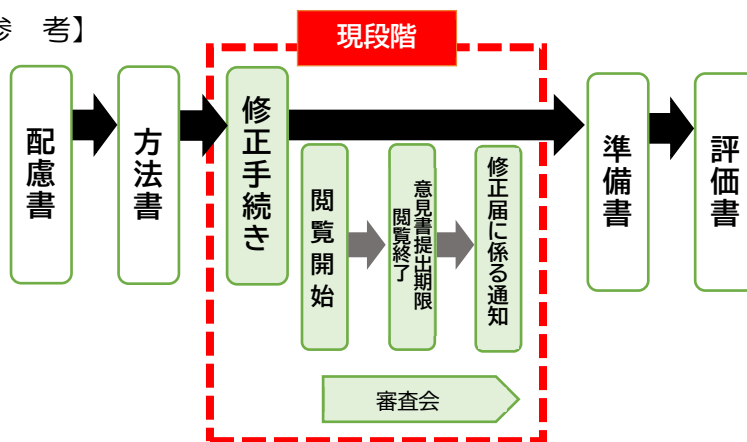 参 考】
現段階
配慮書
方法書
修正手続き
閲覧開始
意見書提出期限
閲覧終了
修正届に係る通知
審査会
準備書
評価書